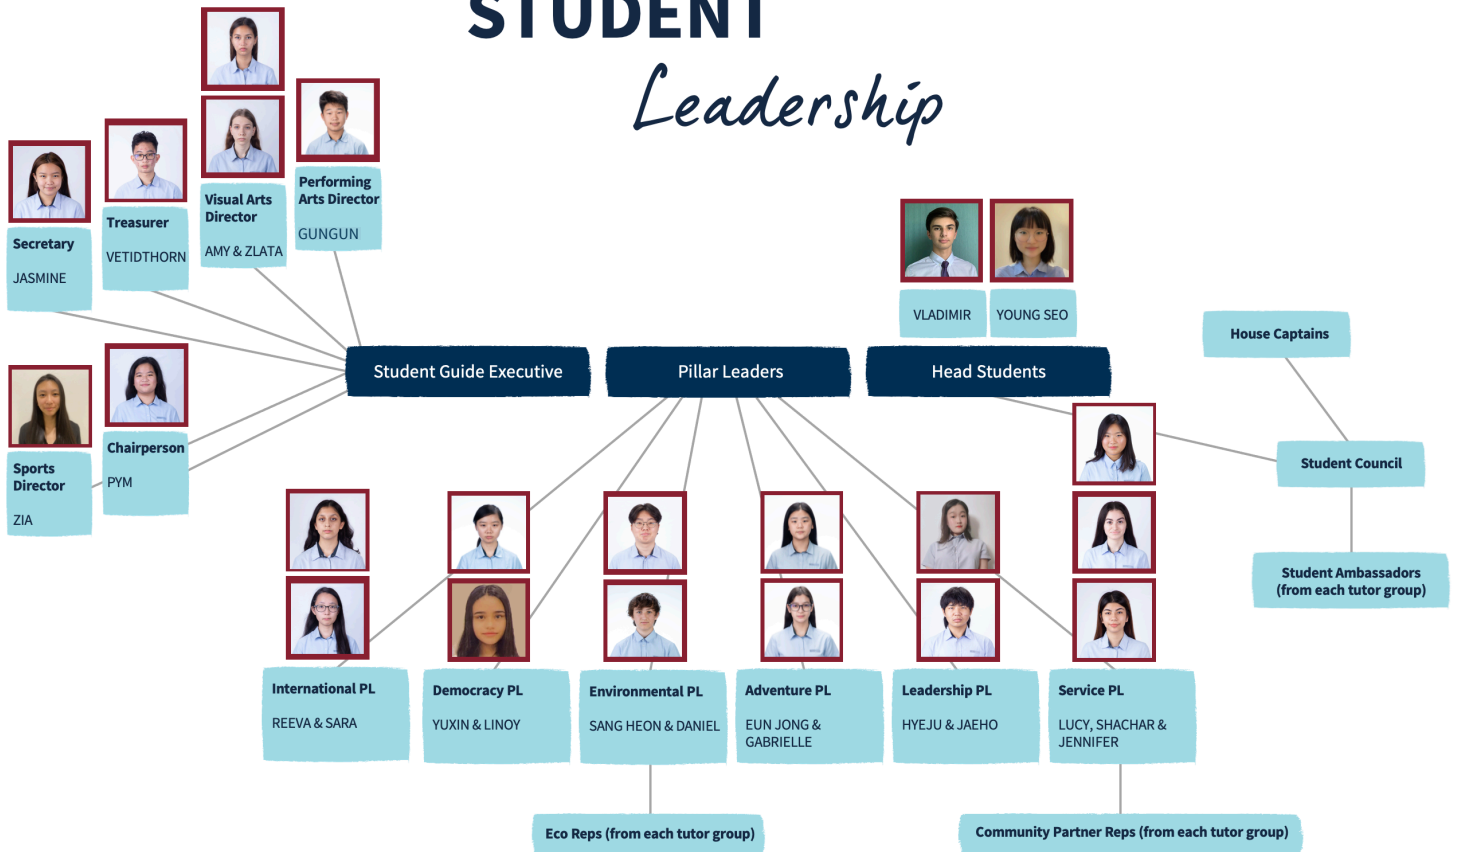 STUDENT
Leadership
Performing
Arts Director
GUNGUN
Visual Arts
Director
AMY & ZLATA
Treasurer
VETIDTHORN
Secretary
JASMINE
VLADIMIR
YOUNG SEO
House Captains
Student Guide Executive
Pillar Leaders
Head Students
Chairperson
PYM
Sports
Director
ZIA
Student Council
Student Ambassadors
(from each tutor group)
International PL
REEVA & SARA
Democracy PL
YUXIN & LINOY
Environmental PL
SANG HEON & DANIEL
Adventure PL
EUN JONG &
GABRIELLE
Leadership PL
HYEJU & JAEHO
Service PL
LUCY, SHACHAR &
JENNIFER
Eco Reps (from each tutor group)
Community Partner Reps (from each tutor group)